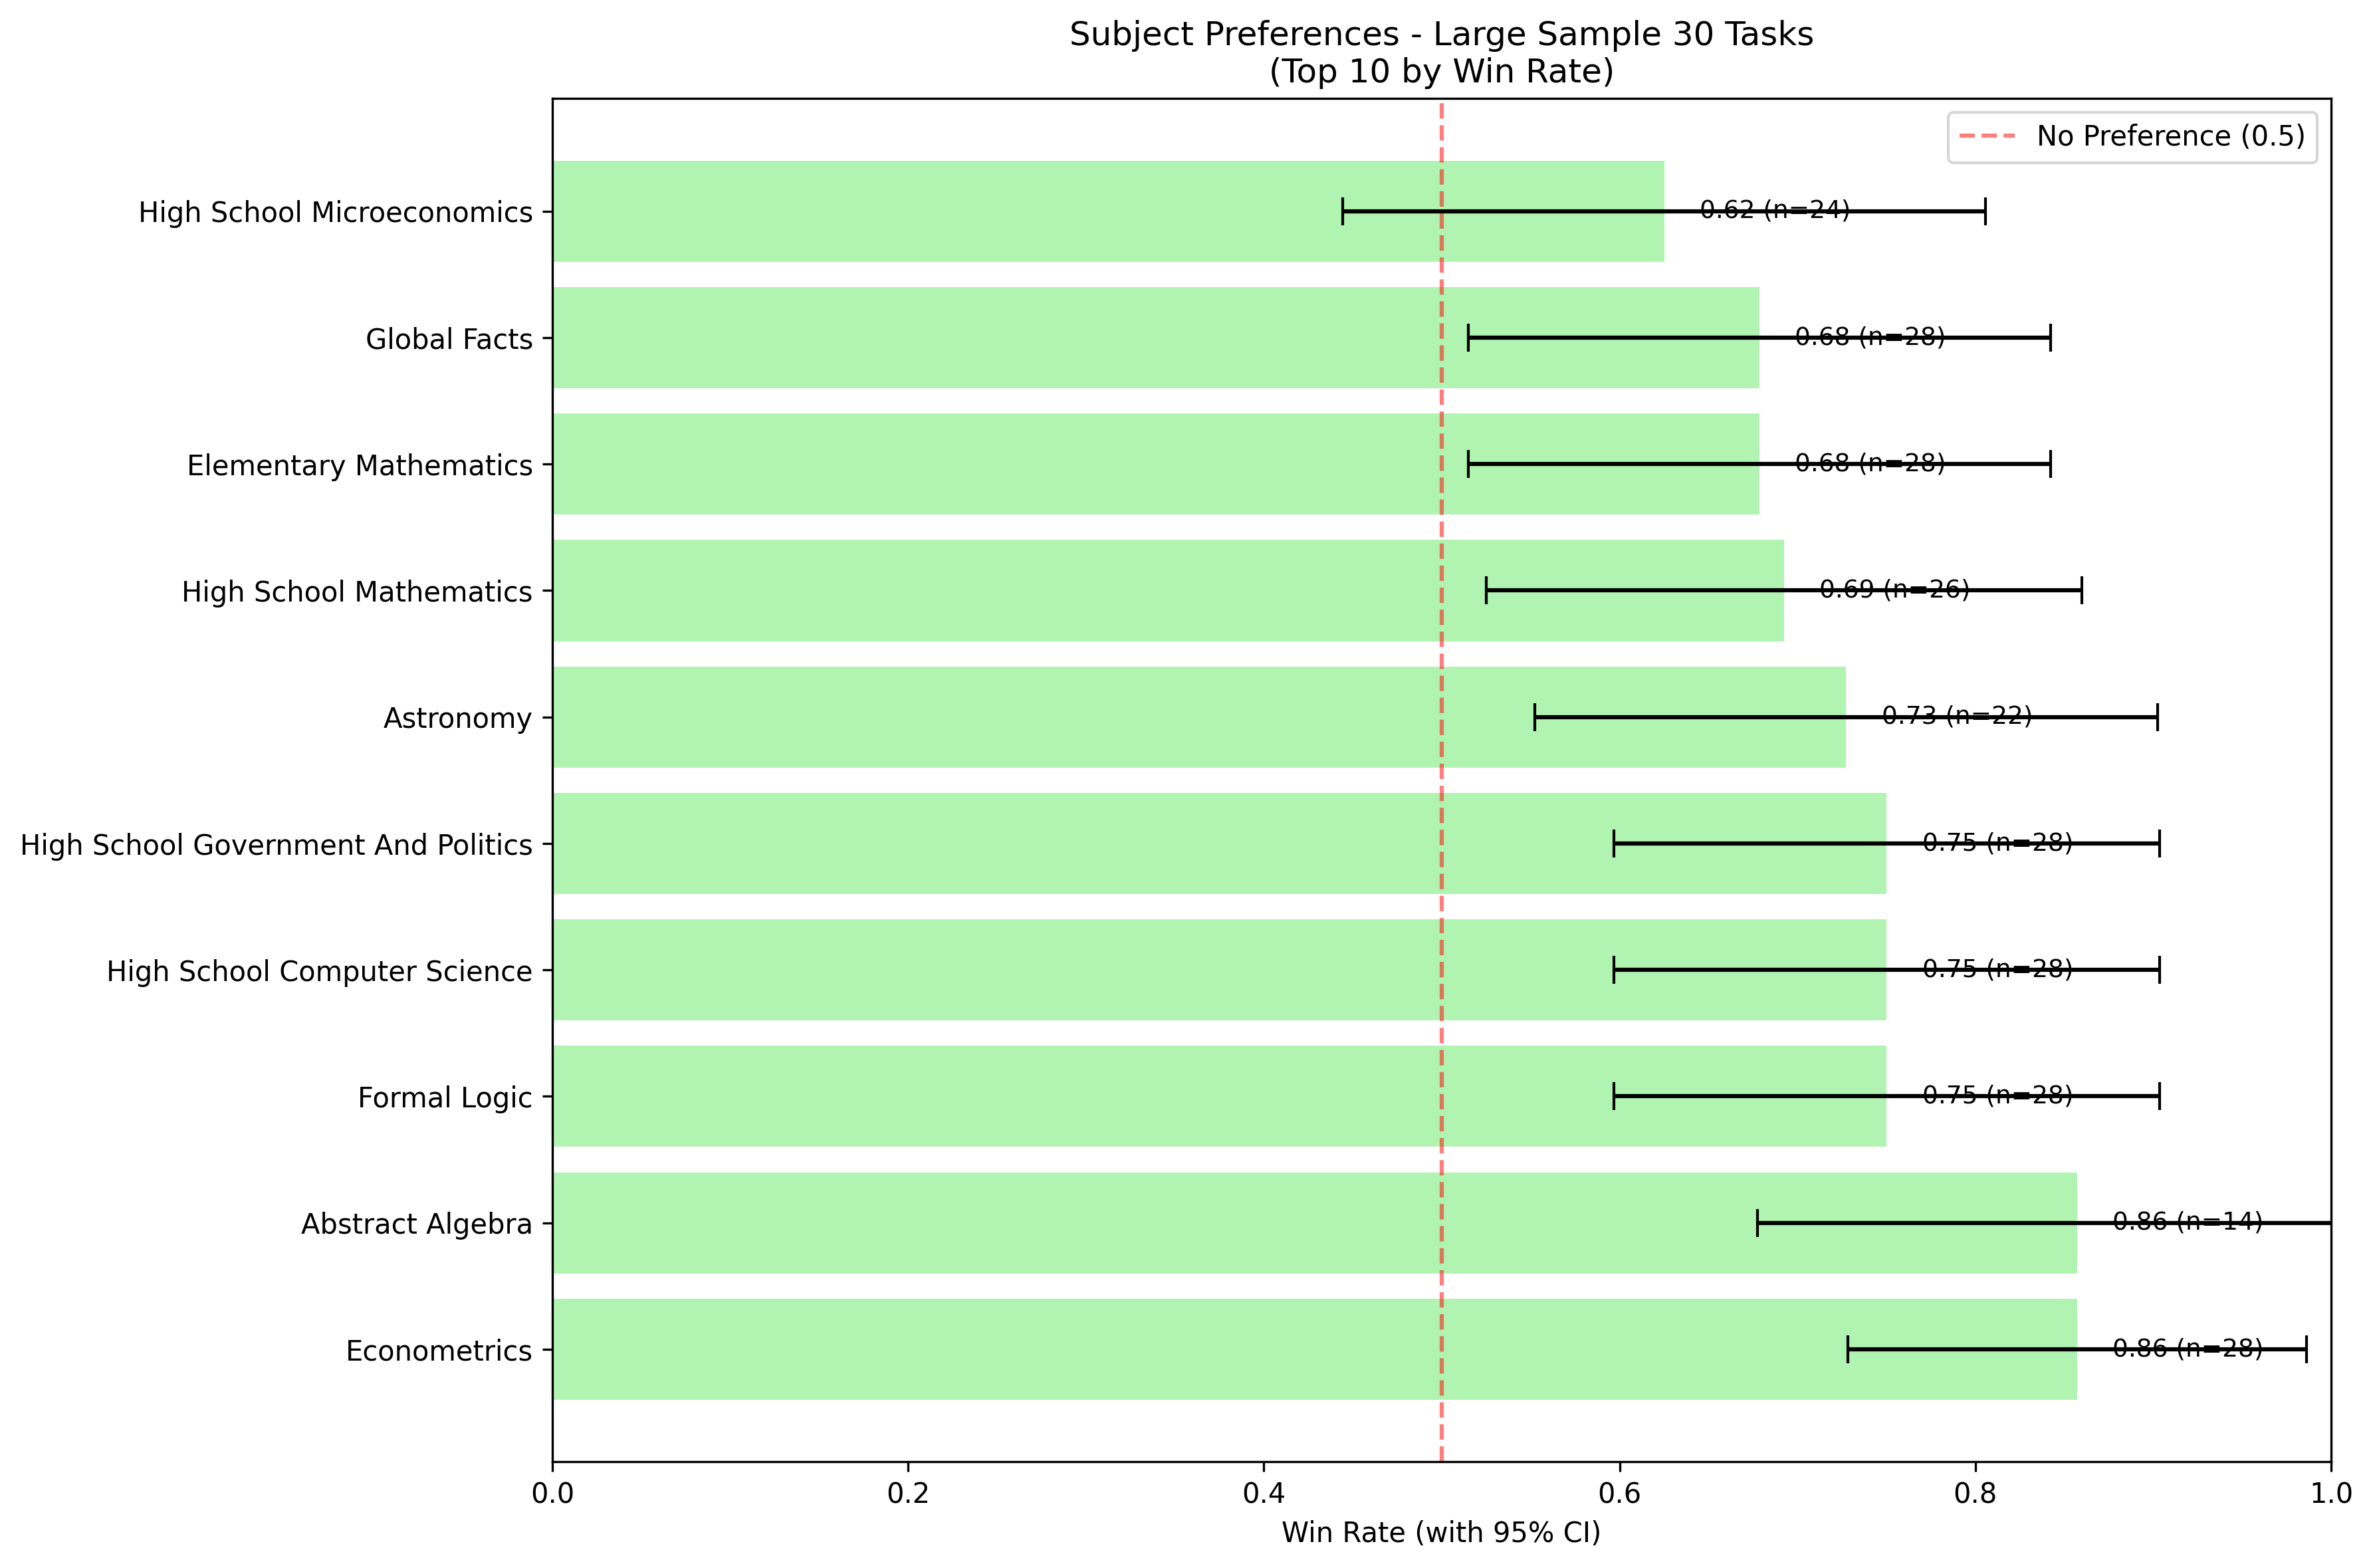 Subject Preferences - Large Sample 30 Tasks
(Top 10 by Win Rate)
No Preference (0.5)
High School Microeconomics
0.62 (n=24)
Global Facts
0.68 (n=28)
Elementary Mathematics
0.68 (n=28)
High School Mathematics
0.69 (n=26)
Astronomy
0.73 (n=22)
High School Government And Politics
0.75 (n=28)
High School Computer Science
0.75 (n=28)
Formal Logic
0.75 (n=28)
Abstract Algebra
0.86 (n=14)
Econometrics
0.86 (n=28)
0.0 0.2 0.4 0.6 0.8 1.0
Win Rate (with 95% CI)